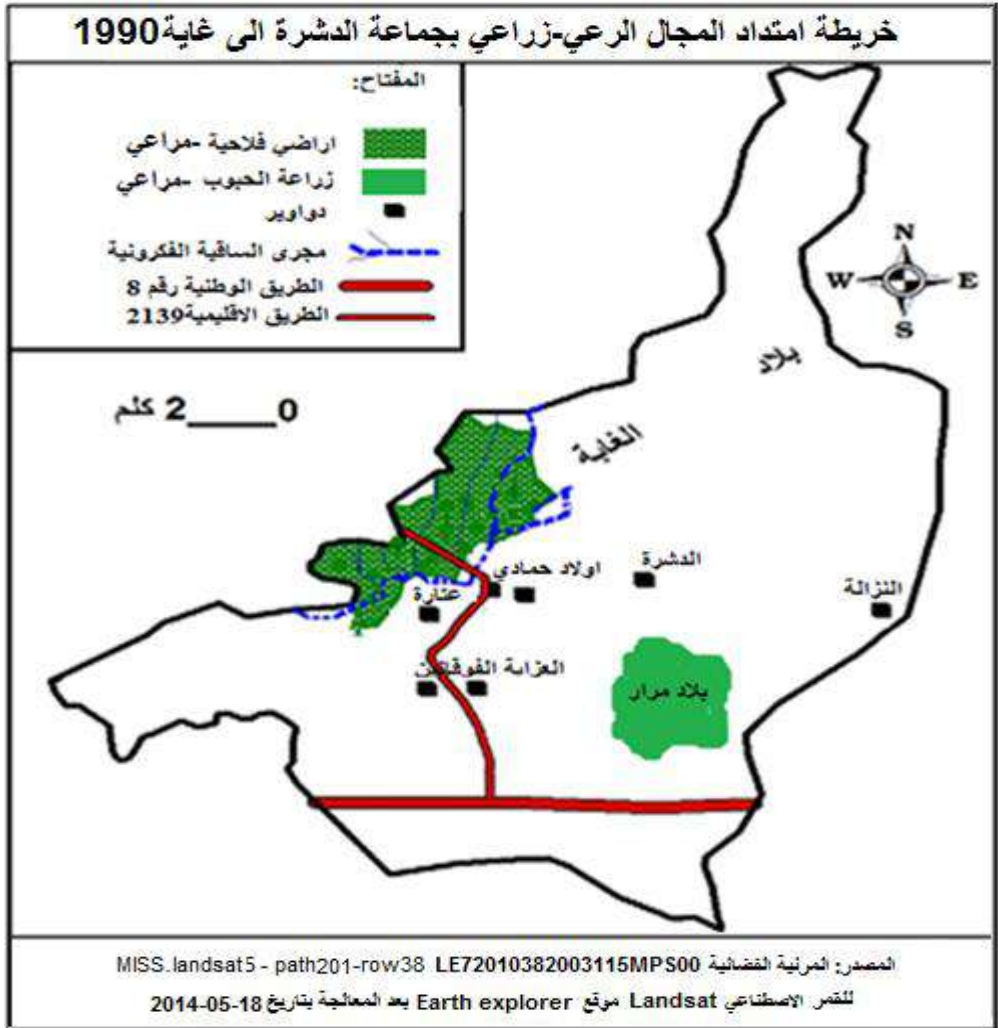 خريطة امتداد المجال الرعي-زراعي بجماعة الدشرة الى غاية1990
المفتاح:
اراضي فلاحية -مراعي
زراعة الحبوب -مراعي
دواوير
مجرى الساقية الفكرونية
الطريق الوطنية رقم 8
الطريق الاقليمية2139
N
W E
S
0 2 كلم
بلاد
الغابة
الدشرة
اولاد حمادي
النزالة
عتارة
العزابة الفوقانيين
بلاد مرار
المصدر: المرئية الفضائية MISS.landsat5 - path201-row38 LE72010382003115MPS00
للقمر الاصطناعي Landsat موقع Earth explorer بعد المعالجة بتاريخ 18-05-2014